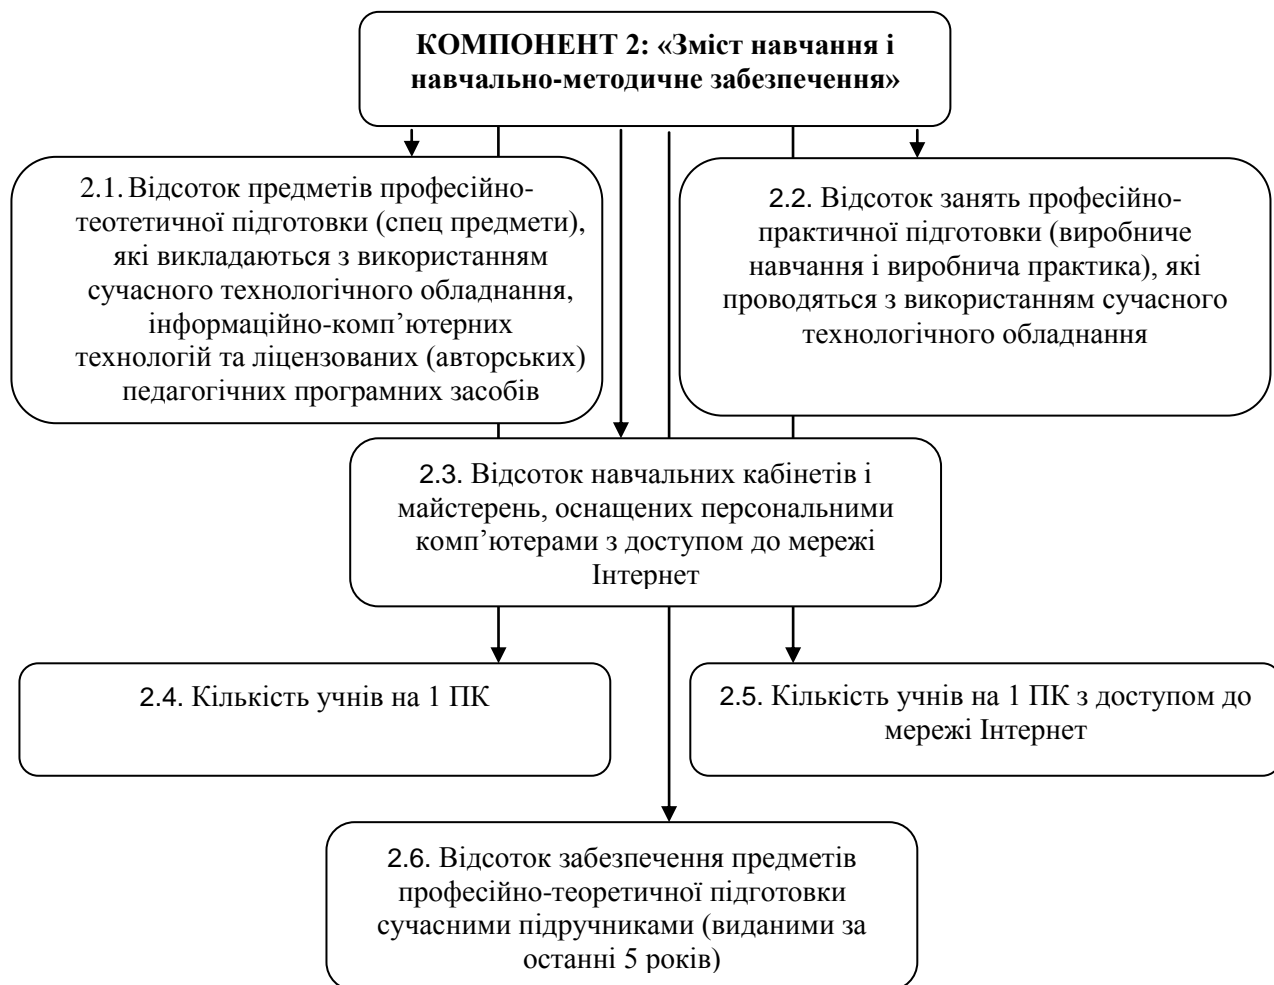 КОМПОНЕНТ 2: «Зміст навчання і
навчально-методичне забезпечення»
2.1. Відсоток предметів професійно-
теотетичної підготовки (спец предмети),
які викладаються з використанням
сучасного технологічного обладнання,
інформаційно-комп’ютерних
технологій та ліцензованих (авторських)
педагогічних програмних засобів
2.2. Відсоток занять професійно-
практичної підготовки (виробниче
навчання і виробнича практика), які
проводяться з використанням сучасного
технологічного обладнання
2.3. Відсоток навчальних кабінетів і
майстерень, оснащених персональними
комп’ютерами з доступом до мережі
Інтернет
2.4. Кількість учнів на 1 ПК
2.5. Кількість учнів на 1 ПК з доступом до
мережі Інтернет
2.6. Відсоток забезпечення предметів
професійно-теоретичної підготовки
сучасними підручниками (виданими за
останні 5 років)